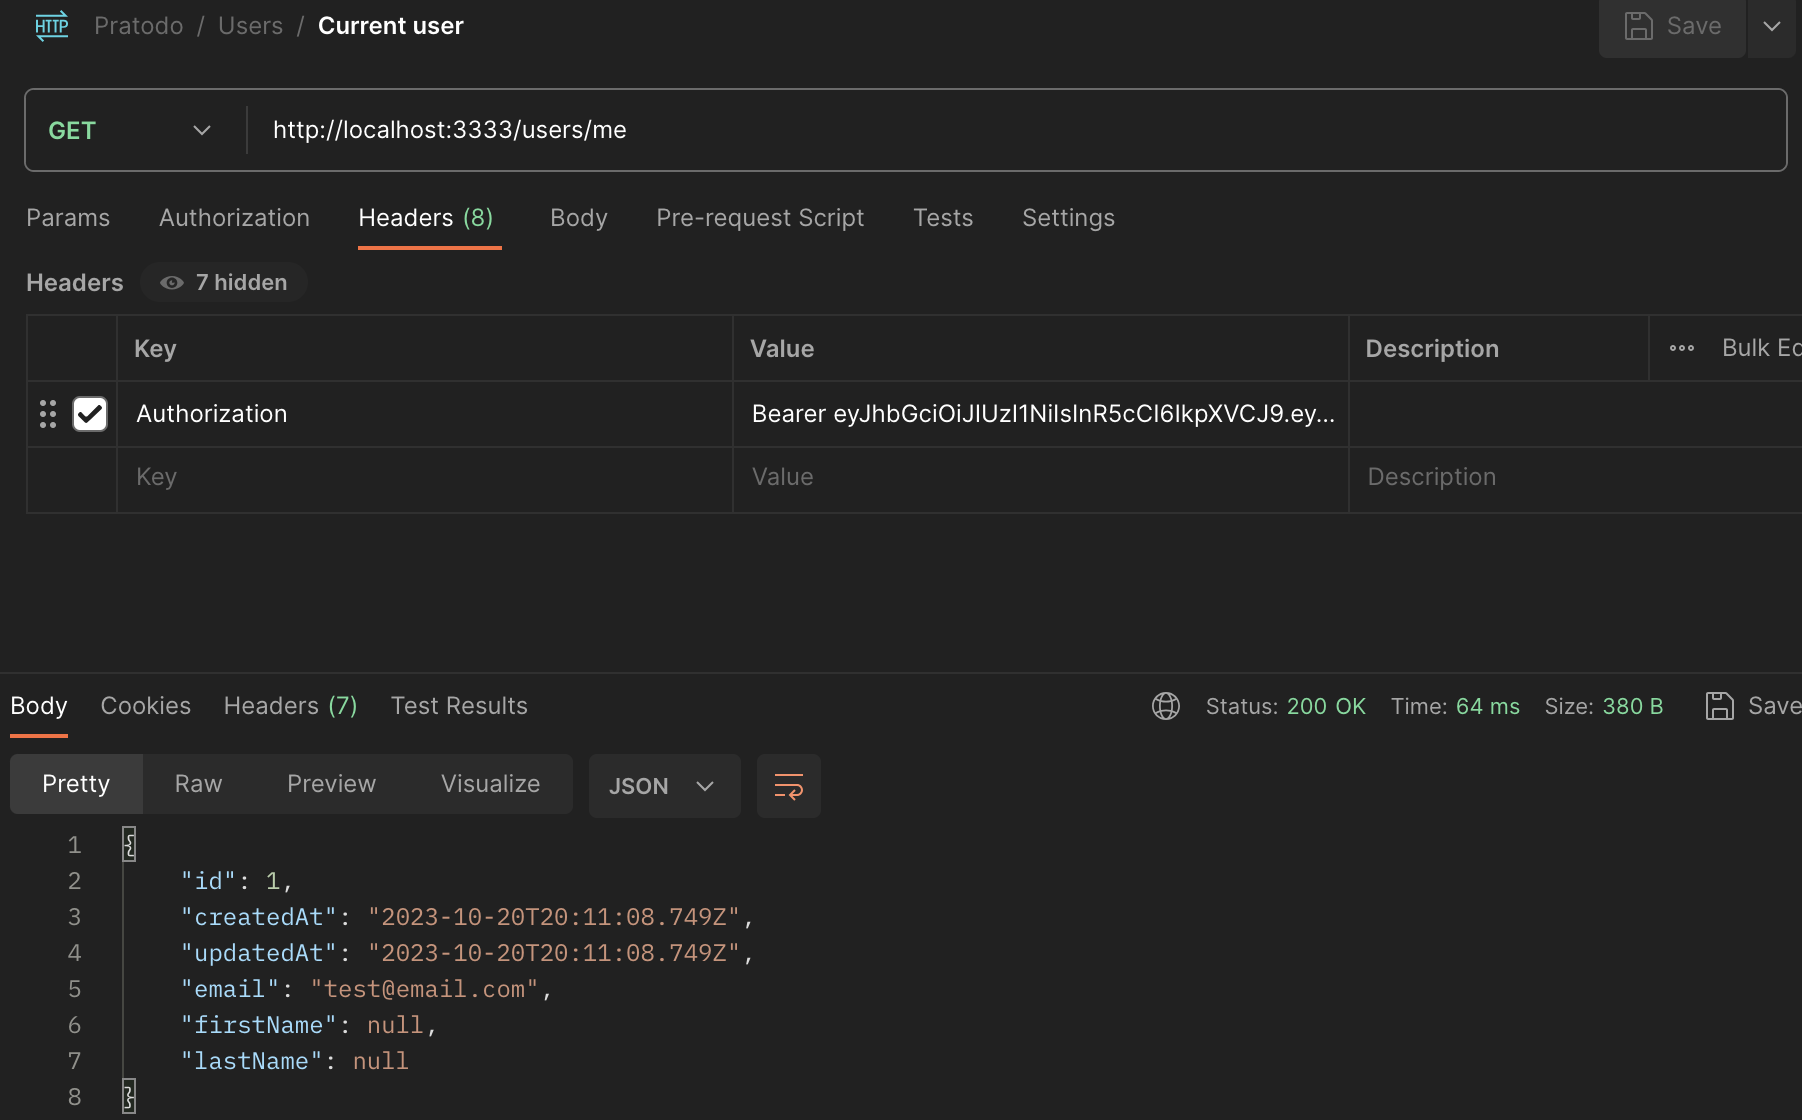 HTTP Pratodo / Users / Current user Save
GET http://localhost:3333/users/me
Params Authorization Headers (8) Body Pre-request Script Tests Settings
Headers 7 hidden
Key Value Description ooo Bulk Ed
Authorization Bearer eyJhbGciOiJIUzI1NiIsInR5cCI6IkpXVCJ9.ey...
Key Value Description
Body Cookies Headers (7) Test Results Status: 200 OK Time: 64 ms Size: 380 B Save
Pretty Raw Preview Visualize JSON
1 {
2 "id": 1,
3 "createdAt": "2023-10-20T20:11:08.749Z",
4 "updatedAt": "2023-10-20T20:11:08.749Z",
5 "email": "test@email.com",
6 "firstName": null,
7 "lastName": null
8 }